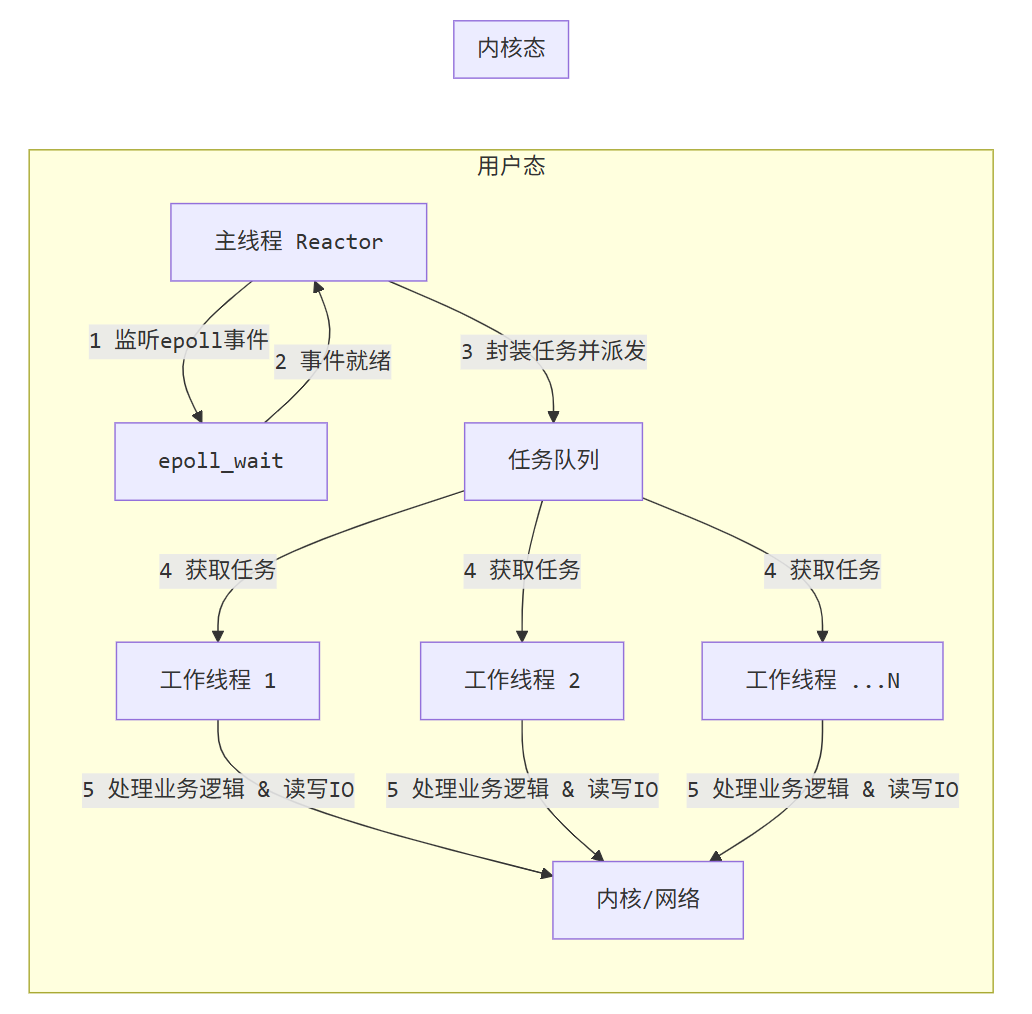 内核态
用户态
主线程 Reactor
1 监听epoll事件
2 事件就绪
3 封装任务并派发
epoll_wait
任务队列
4 获取任务
4 获取任务
4 获取任务
工作线程 1
工作线程 2
工作线程 ...N
5 处理业务逻辑 & 读写IO
5 处理业务逻辑 & 读写IO
5 处理业务逻辑 & 读写IO
内核/网络